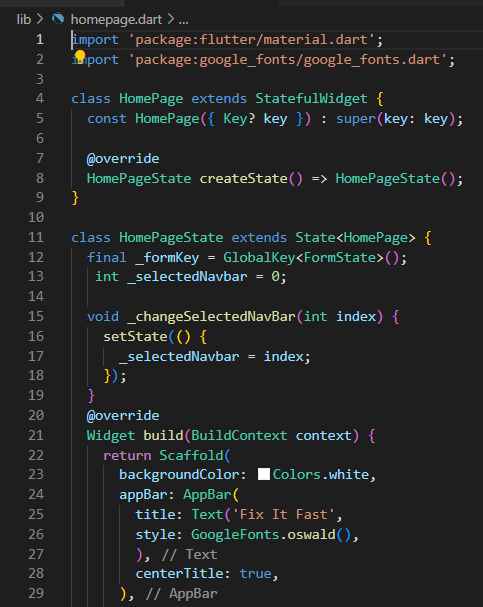 lib > homepage.dart > ...
1 import 'package:flutter/material.dart';
2 import 'package:google_fonts/google_fonts.dart';
3
4 class HomePage extends StatefulWidget {
5   const HomePage({ Key? key }) : super(key: key);
6
7   @override
8   HomePageState createState() => HomePageState();
9 }
10
11 class HomePageState extends State<HomePage> {
12   final _formKey = GlobalKey<FormState>();
13    int _selectedNavbar = 0;
14
15   void _changeSelectedNavBar(int index) {
16     setState(() {
17       _selectedNavbar = index;
18     });
19   }
20   @override
21   Widget build(BuildContext context) {
22     return Scaffold(
23       backgroundColor: Colors.white,
24       appBar: AppBar(
25         title: Text('Fix It Fast',
26         style: GoogleFonts.oswald(),
27         ), // Text
28         centerTitle: true,
29       ), // AppBar